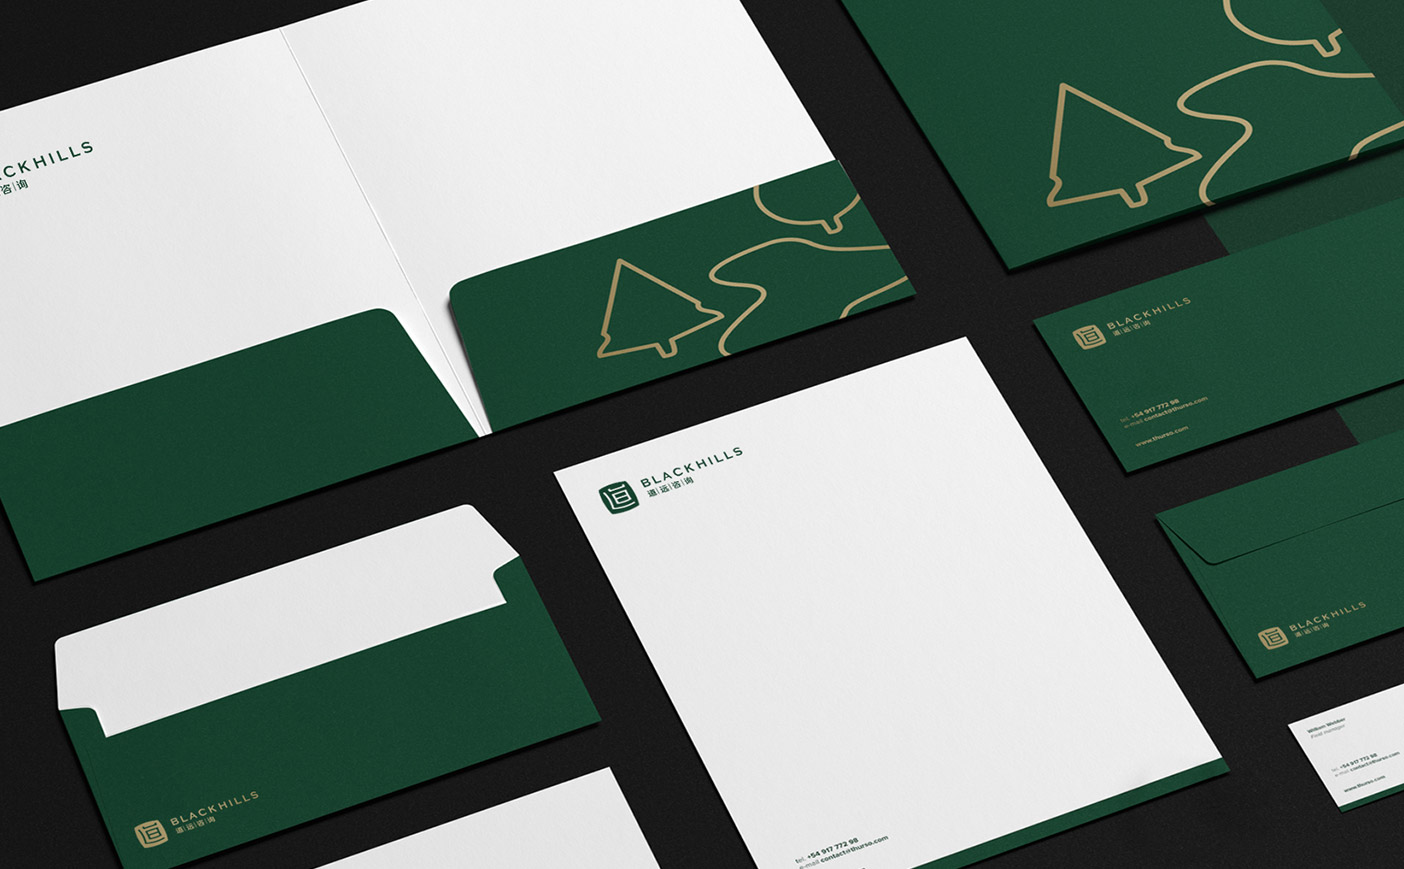 ACKHILLS
咨|询
BLACKHILLS
道|远|咨|询
tel. +54 917 772 98
e-mail contact@thurso.com
www.thurso.com
BLACKHILLS
道|远|咨|询
BLACKHILLS
道|远|咨|询
William Webber
tel. +54 917 772 98
e-mail contact@thurso.com
www.thurso.com
BLACKHILLS
道|远|咨|询
tel. +54 917 772 98
e-mail contact@thurso.com